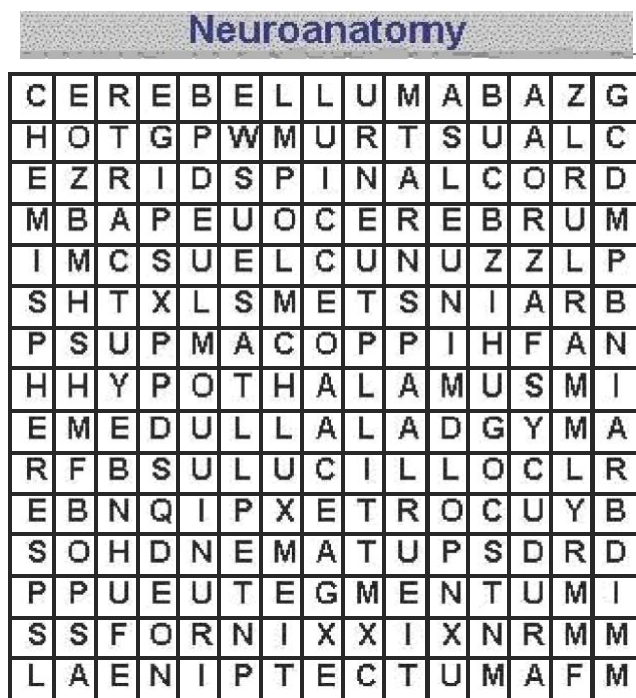 Neuroanatomy
C E R E B E L L U M A B A Z G
H O T G P W M U R T S U A L C
E Z R I D S P I N A L C O R D
M B A P E U O C E R E B R U M
I M C S U E L C U N U Z Z L P
S H T X L S M E T S N I A R B
P S U P M A C O P P I H F A N
H H Y P O T H A L A M U S M I
E M E D U L L A L A D G Y M A
R F B S U L U C I L L O C L R
E B N Q I P X E T R O C U Y B
S O H D N E M A T U P S D R D
P P U E U T E G M E N T U M I
S S F O R N I X X I X N R M M
L A E N I P T E C T U M A F M